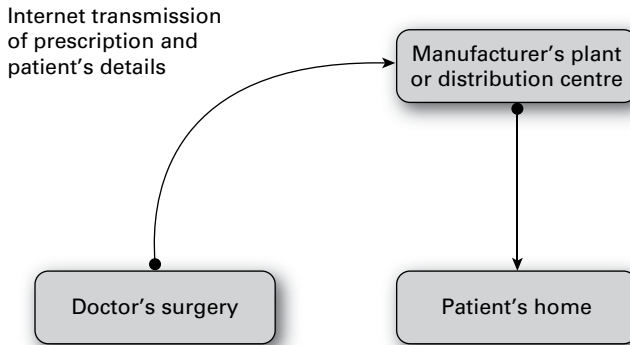 Internet transmission
of prescription and
patient’s details
Manufacturer’s plant
or distribution centre
Doctor’s surgery
Patient’s home